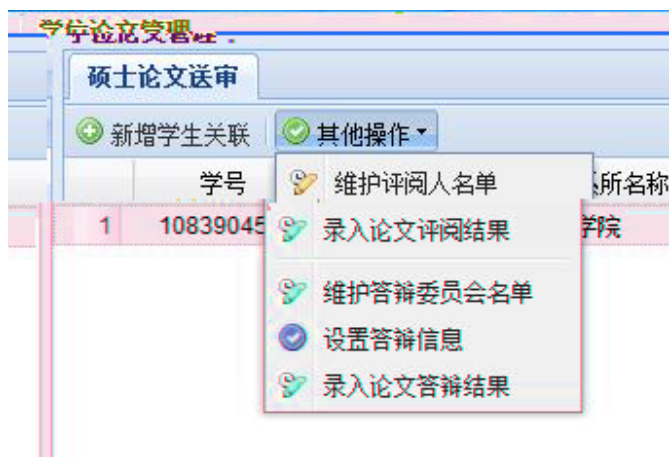 学位论文管理
硕士论文送审
新增学生关联 其他操作
学号 所名称
维护评阅人名单
1 10839045 学院
录入论文评阅结果
维护答辩委员会名单
设置答辩信息
录入论文答辩结果